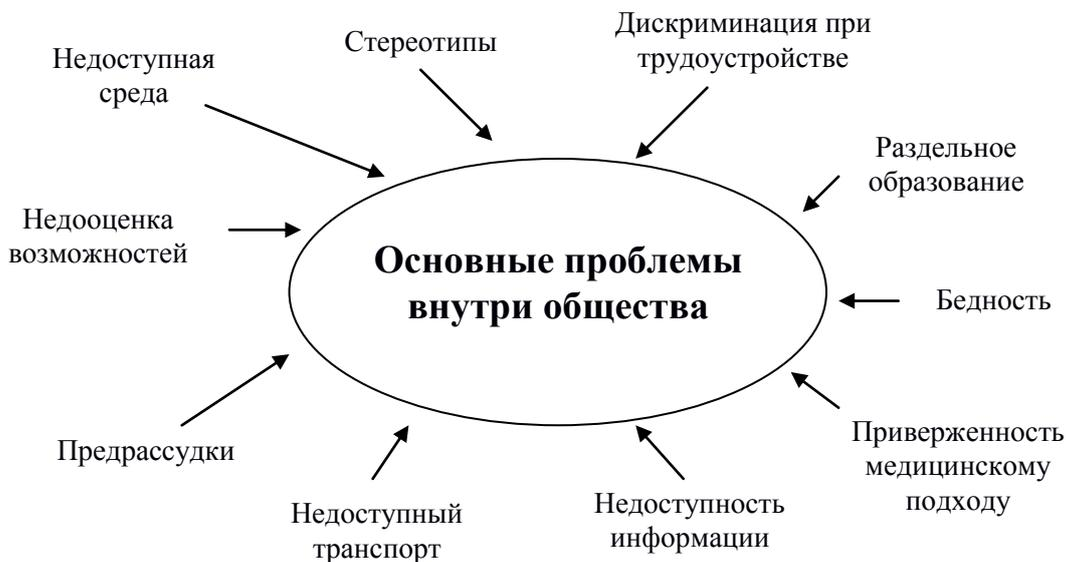 Стереотипы
Дискриминация при
трудоустройстве
Недоступная
среда
Раздельное
образование
Недооценка
возможностей
Основные проблемы
внутри общества
Бедность
Предрассудки
Приверженность
медицинскому
подходу
Недоступный
транспорт
Недоступность
информации